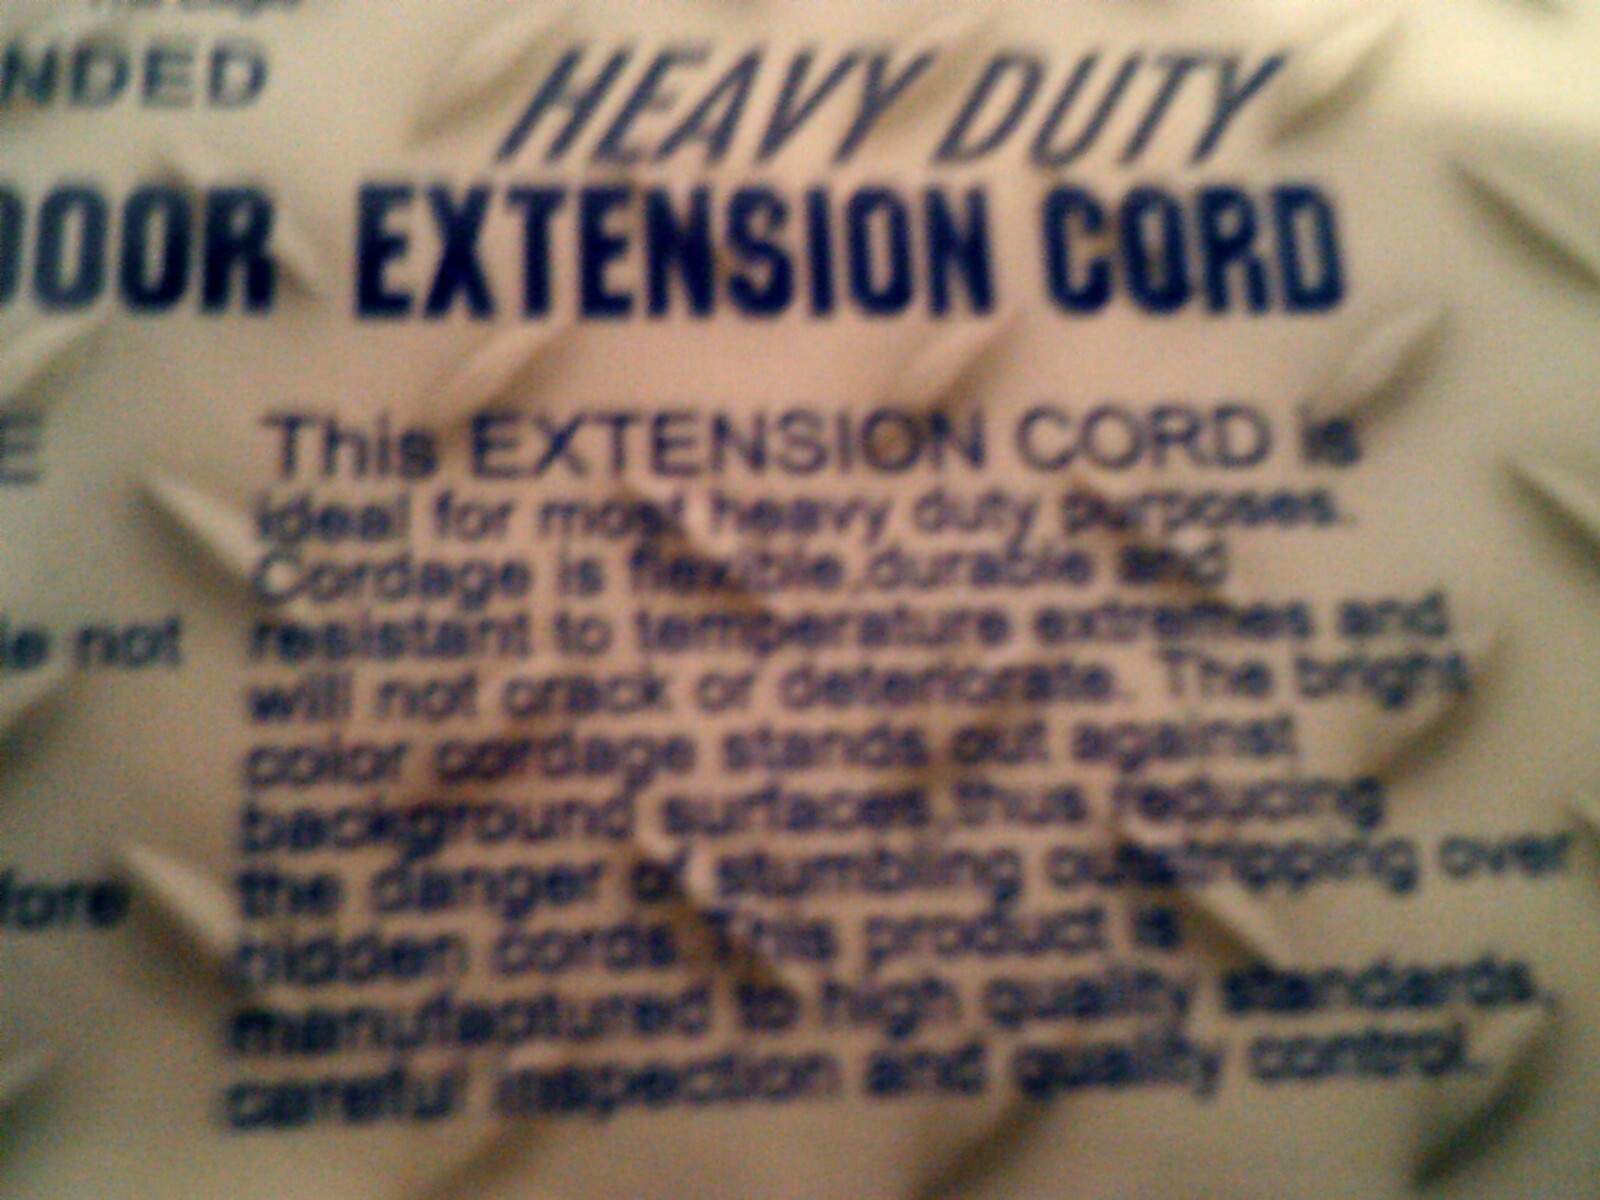 NDED
HEAVY DUTY
DOOR EXTENSION CORD
E
This EXTENSION CORD is
ideal for most heavy duty purposes.
Cordage is flexible,durable and
resistant to temperature extremes and
not
will not crack or deteriorate. The bright
color cordage stands out against
background surfaces,thus reducing
the danger of stumbling tripping over
fore
hidden cords. This product is
manufactured to high quality standards,
careful inspection and quality control.